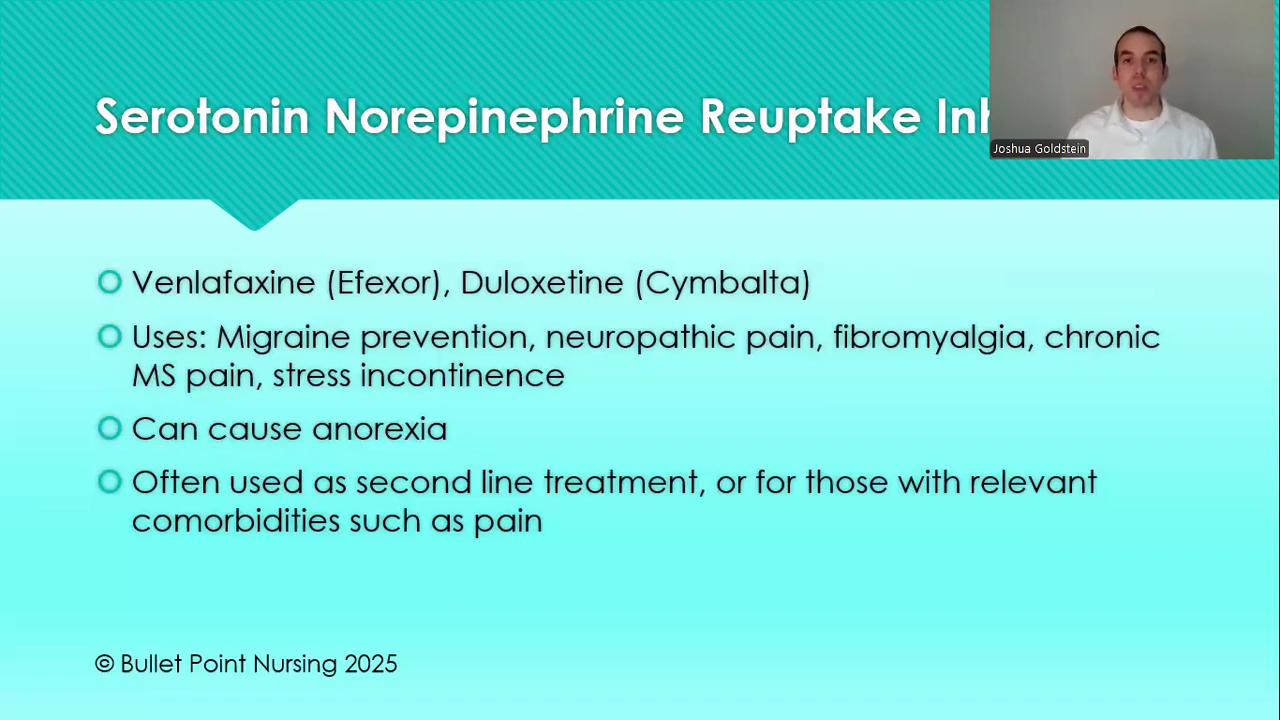 Serotonin Norepinephrine Reuptake
Joshua Goldstein
Venlafaxine (Efexor), Duloxetine (Cymbalta)
Uses: Migraine prevention, neuropathic pain, fibromyalgia, chronic
MS pain, stress incontinence
Can cause anorexia
Often used as second line treatment, or for those with relevant
comorbidities such as pain
© Bullet Point Nursing 2025